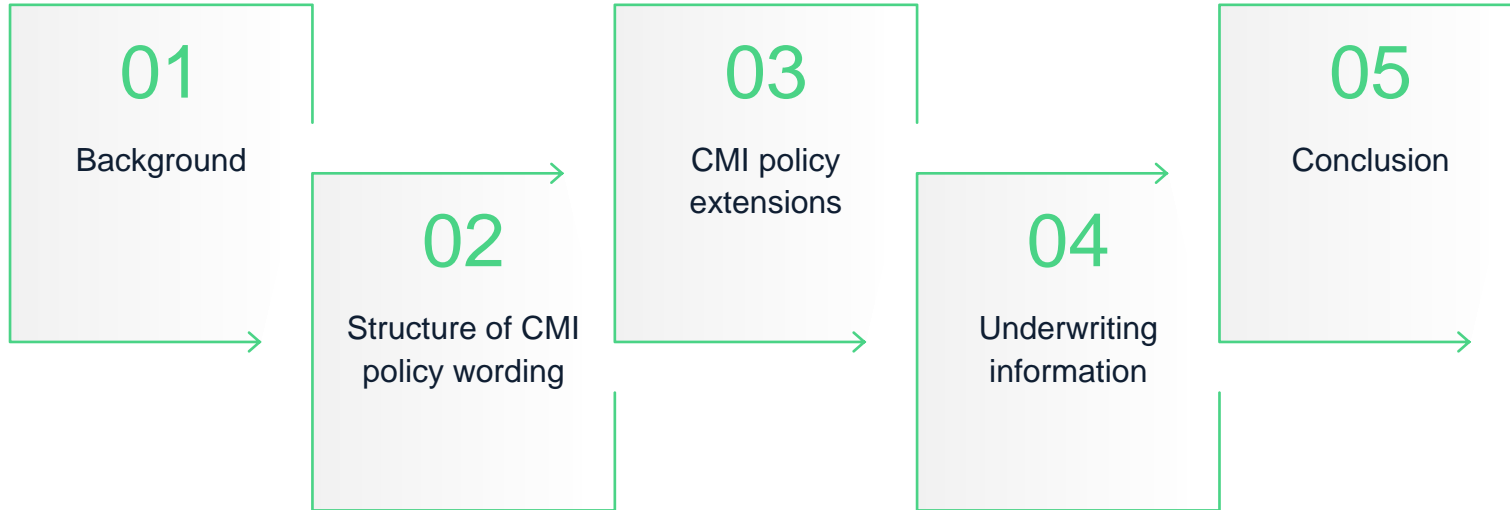 01
Background
02
Structure of CMI
policy wording
03
CMI policy
extensions
04
Underwriting
information
05
Conclusion